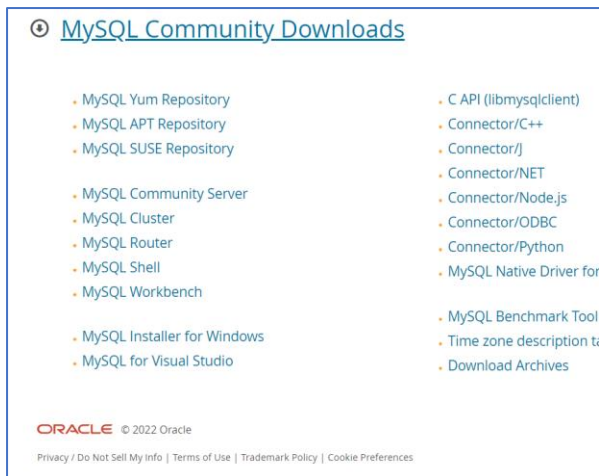 MySQL Community Downloads
MySQL Yum Repository
MySQL APT Repository
MySQL SUSE Repository
MySQL Community Server
MySQL Cluster
MySQL Router
MySQL Shell
MySQL Workbench
MySQL Installer for Windows
MySQL for Visual Studio
C API (libmysqlclient)
Connector/C++
Connector/J
Connector/NET
Connector/Node.js
Connector/ODBC
Connector/Python
MySQL Native Driver for
MySQL Benchmark Tool
Time zone description ta
Download Archives
ORACLE © 2022 Oracle
Privacy / Do Not Sell My Info | Terms of Use | Trademark Policy | Cookie Preferences